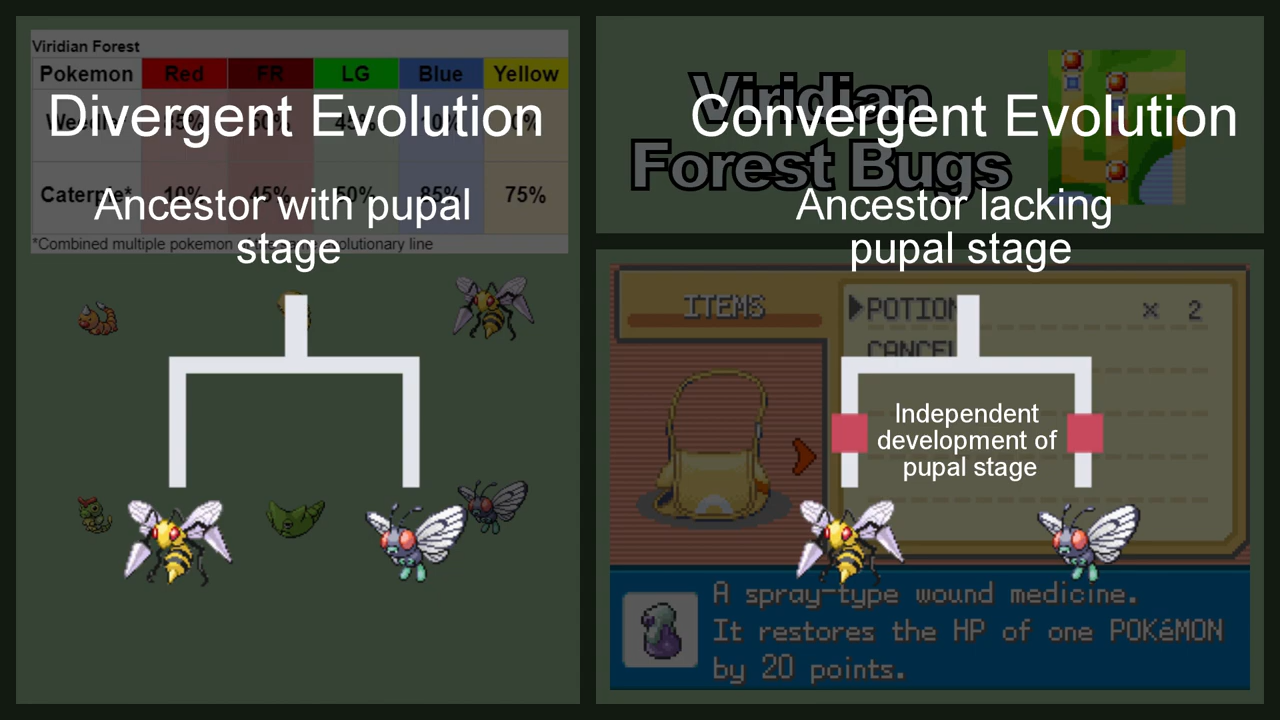 Viridian Forest
Pokemon Red FR LG Blue Yellow
Divergent Evolution
Caterpie* 10% 45% 50% 85% 75%
Ancestor with pupal
stage
*Combined multiple pokemon
Viridian
Forest Bugs
Convergent Evolution
Ancestor lacking
pupal stage
ITEMS
POTION x 2
CANCEL
Independent
development of
pupal stage
A spray-type wound medicine.
It restores the HP of one POKéMON
by 20 points.